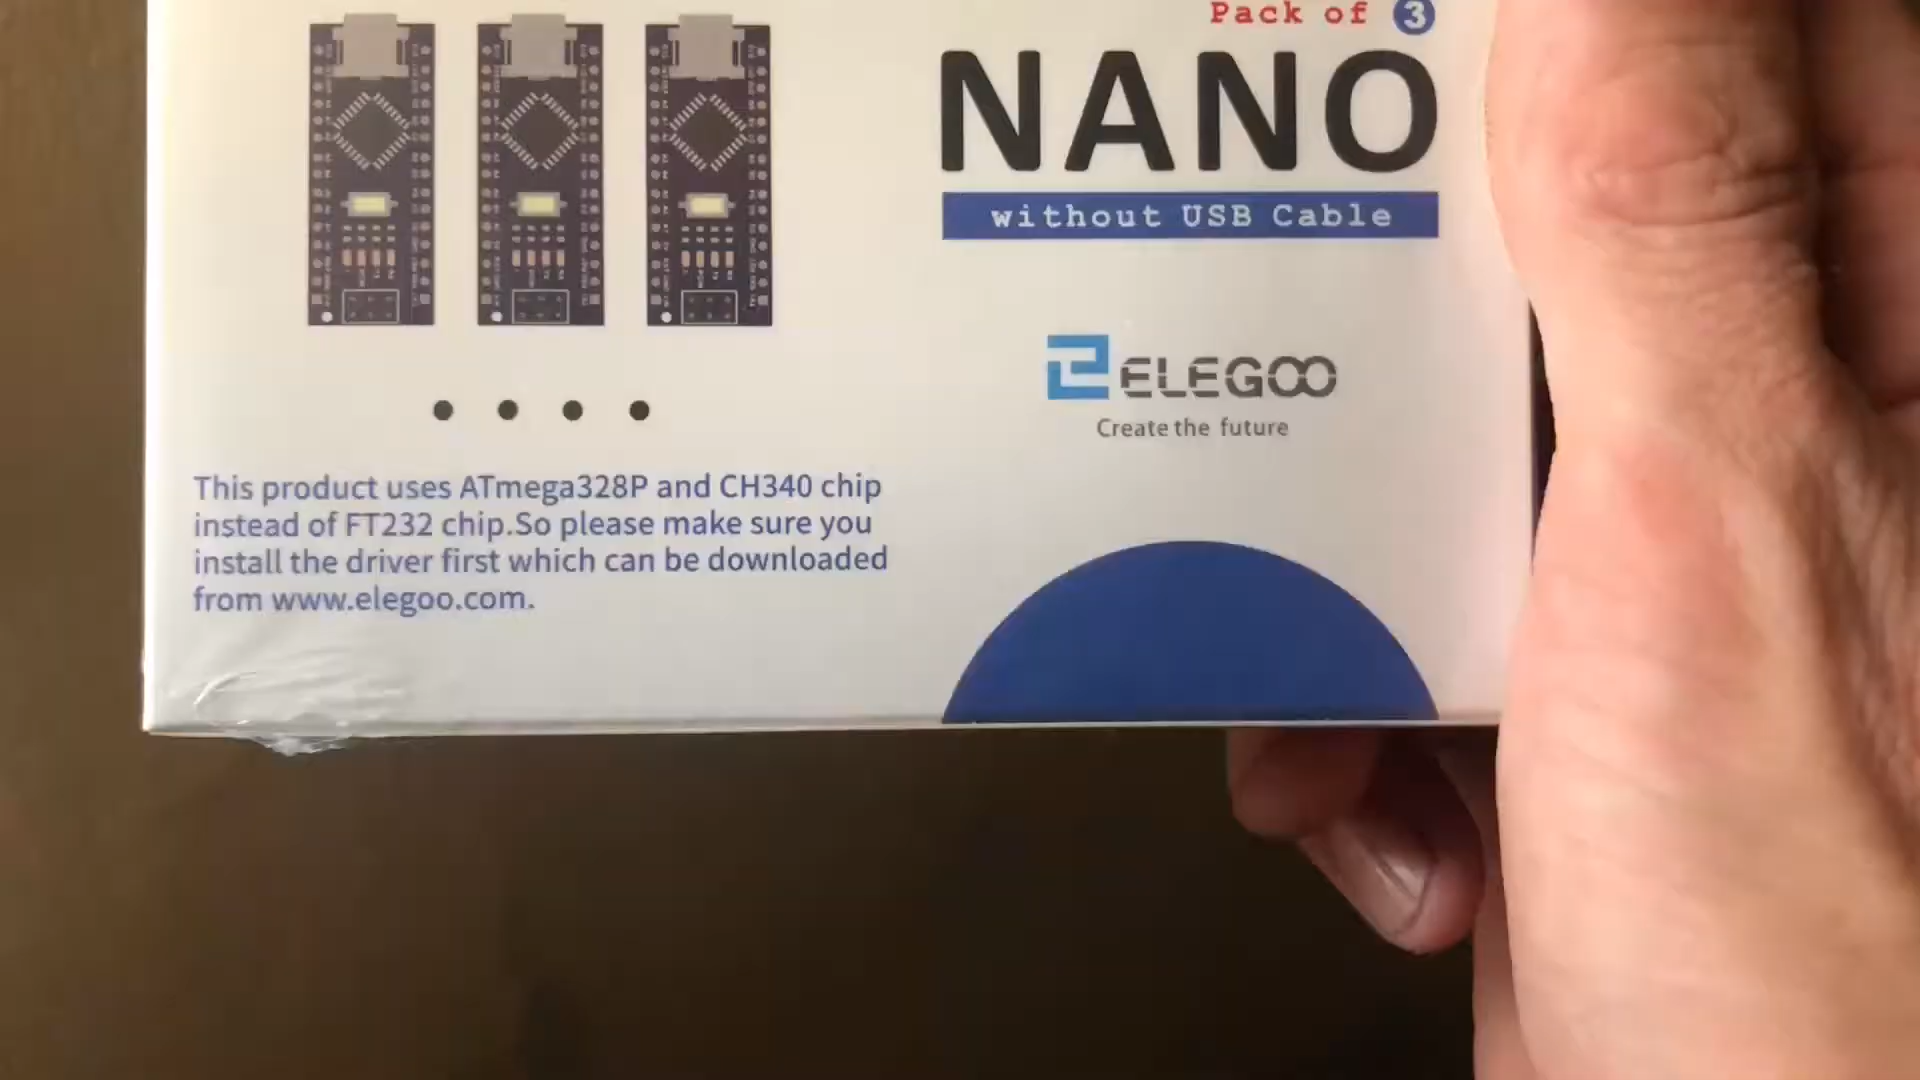 Pack of 3
NANO
without USB Cable
ELEGOO
Create the future
This product uses ATmega328P and CH340 chip
instead of FT232 chip.So please make sure you
install the driver first which can be downloaded
from www.elegoo.com.